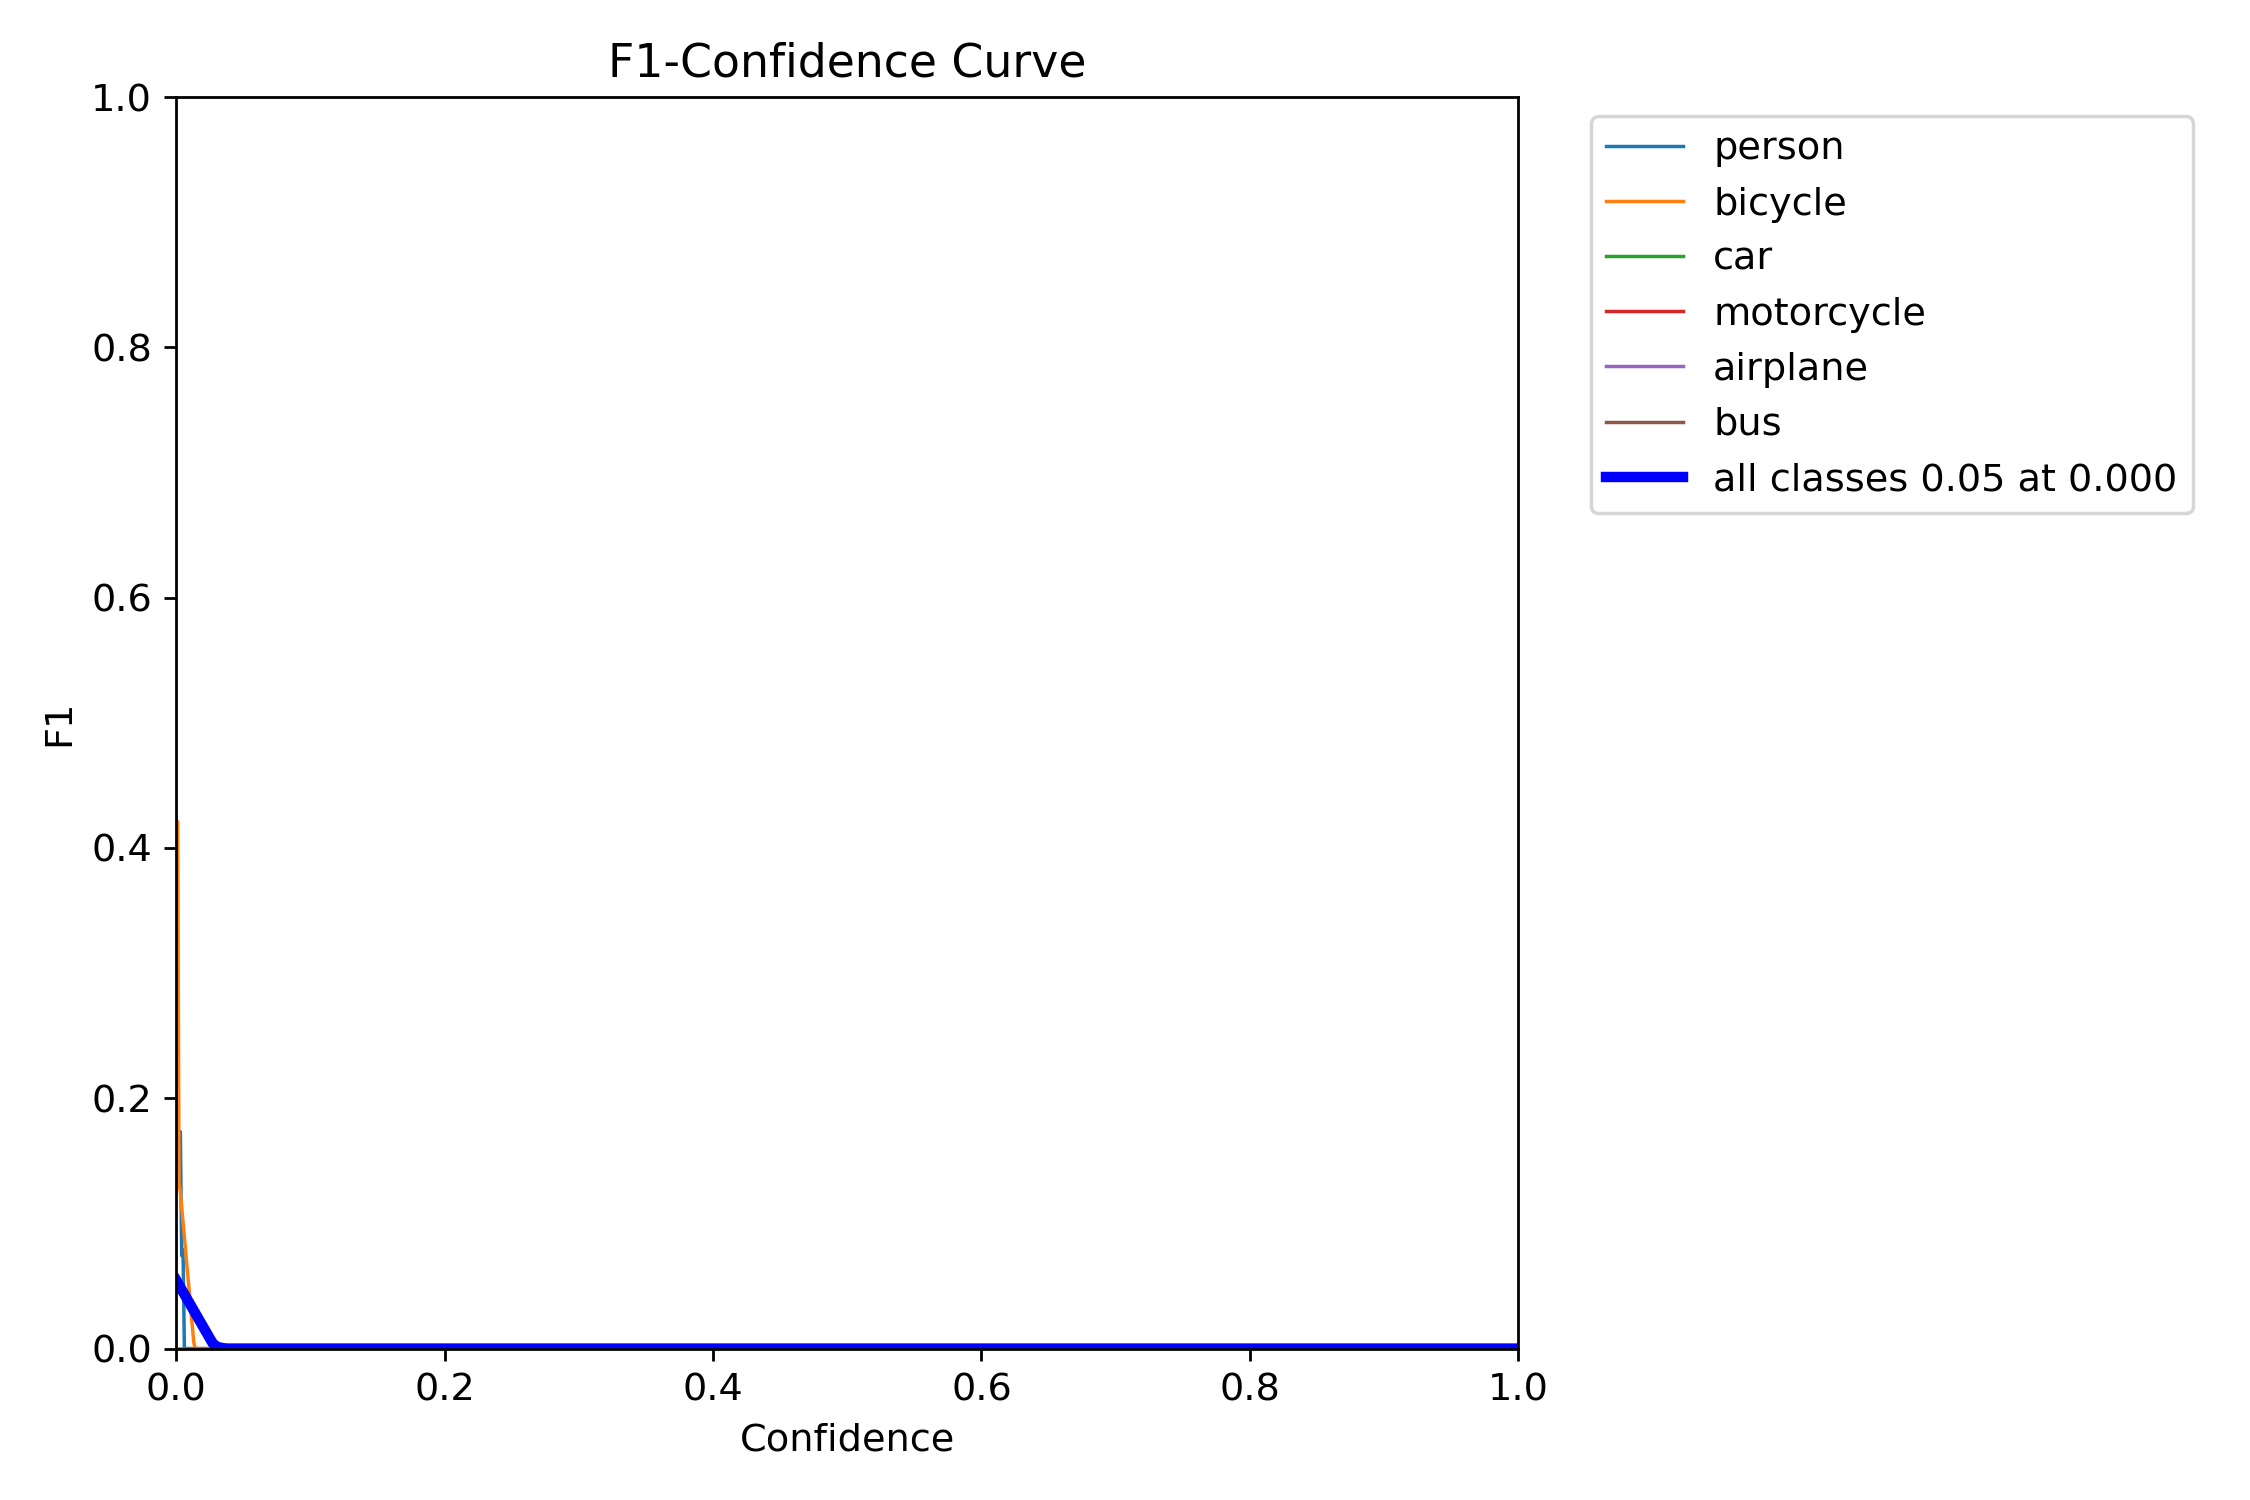 F1-Confidence Curve
1.0
0.8
0.6
0.4
0.2
0.0
F1
0.0 0.2 0.4 0.6 0.8 1.0
Confidence
person
bicycle
car
motorcycle
airplane
bus
all classes 0.05 at 0.000